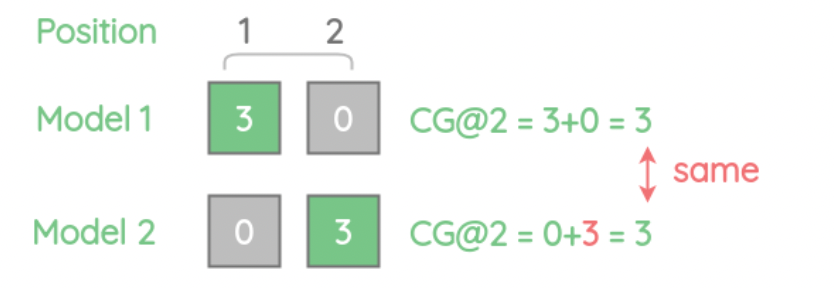 Position 1 2
Model 1 3 0 CG@2 = 3+0 = 3
same
Model 2 0 3 CG@2 = 0+3 = 3